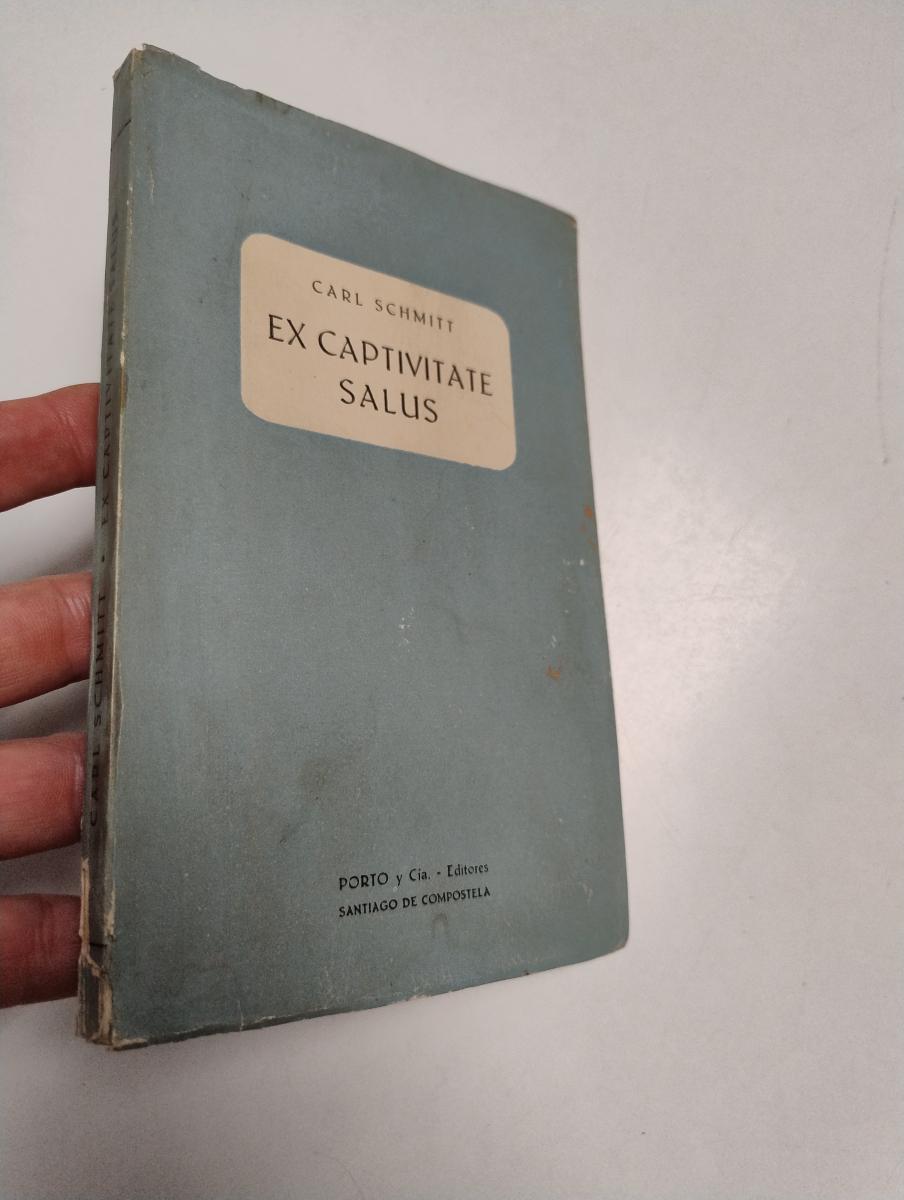 CARL SCHMITT
EX CAPTIVITATE
SALUS
PORTO y Cía. - Editores
SANTIAGO DE COMPOSTELA
CARL SCHMITT • EX CAPTIVITATE SALUS